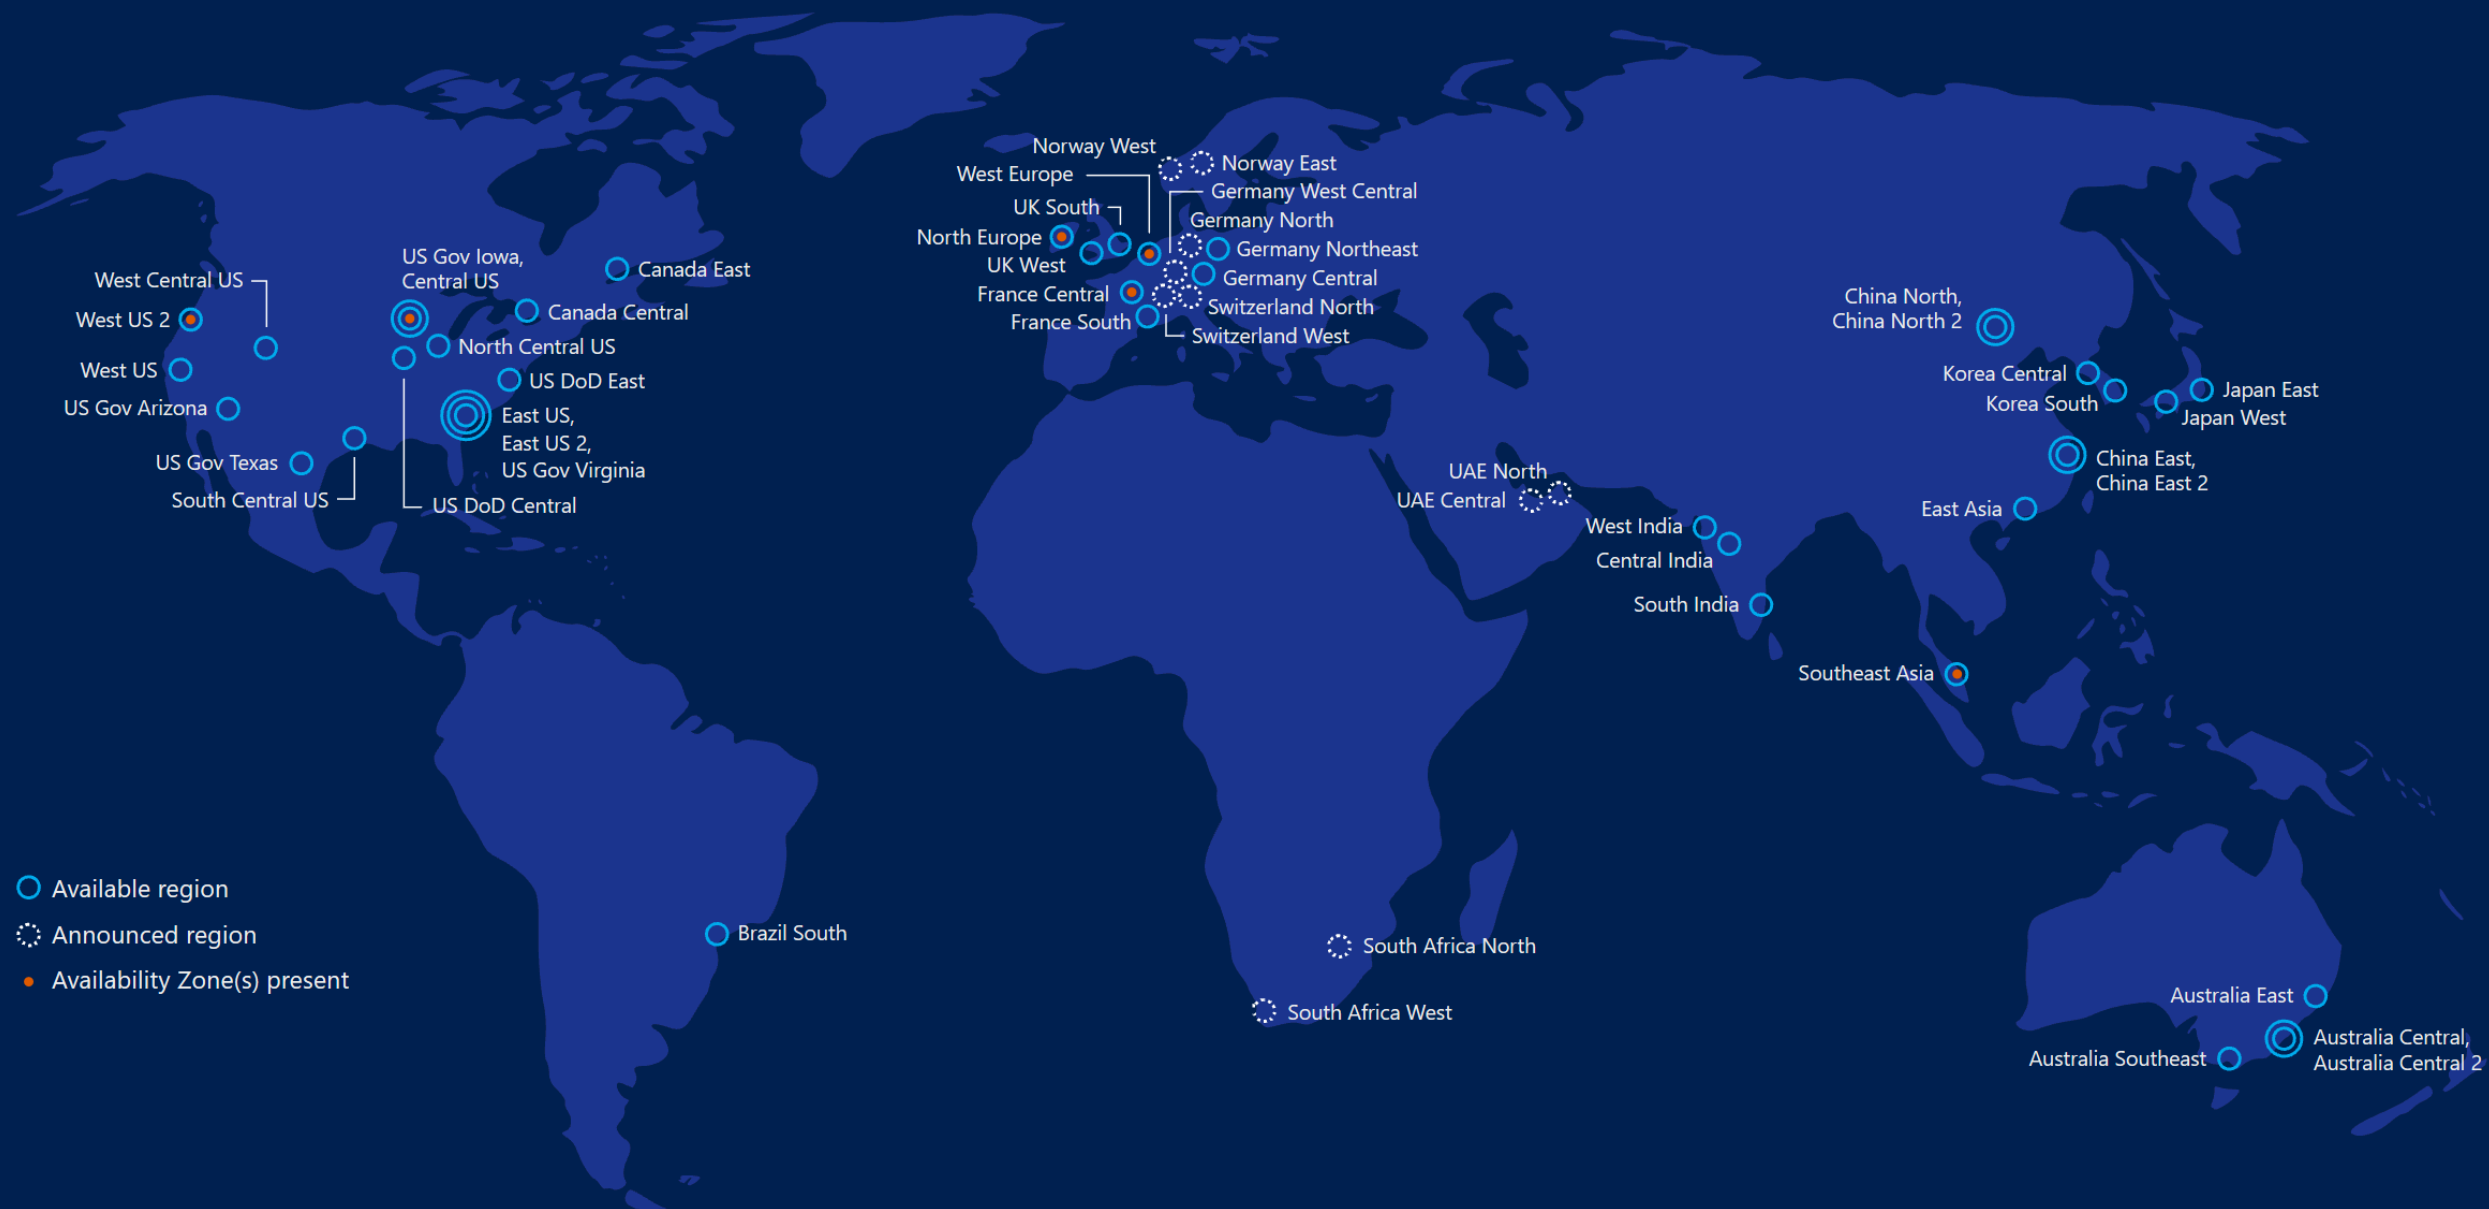 Norway West
Norway East
West Europe
Germany West Central
UK South
Germany North
North Europe
Germany Northeast
UK West
Germany Central
France Central
Switzerland North
France South
Switzerland West
US Gov Iowa,
Central US
Canada East
West Central US
West US 2
Canada Central
North Central US
West US
US DoD East
US Gov Arizona
East US,
East US 2,
US Gov Virginia
US Gov Texas
South Central US
US DoD Central
China North,
China North 2
Korea Central
Korea South
Japan East
Japan West
China East,
China East 2
East Asia
UAE North
UAE Central
West India
Central India
South India
Southeast Asia
Available region
Announced region
Availability Zone(s) present
Brazil South
South Africa North
South Africa West
Australia East
Australia Central,
Australia Central 2
Australia Southeast